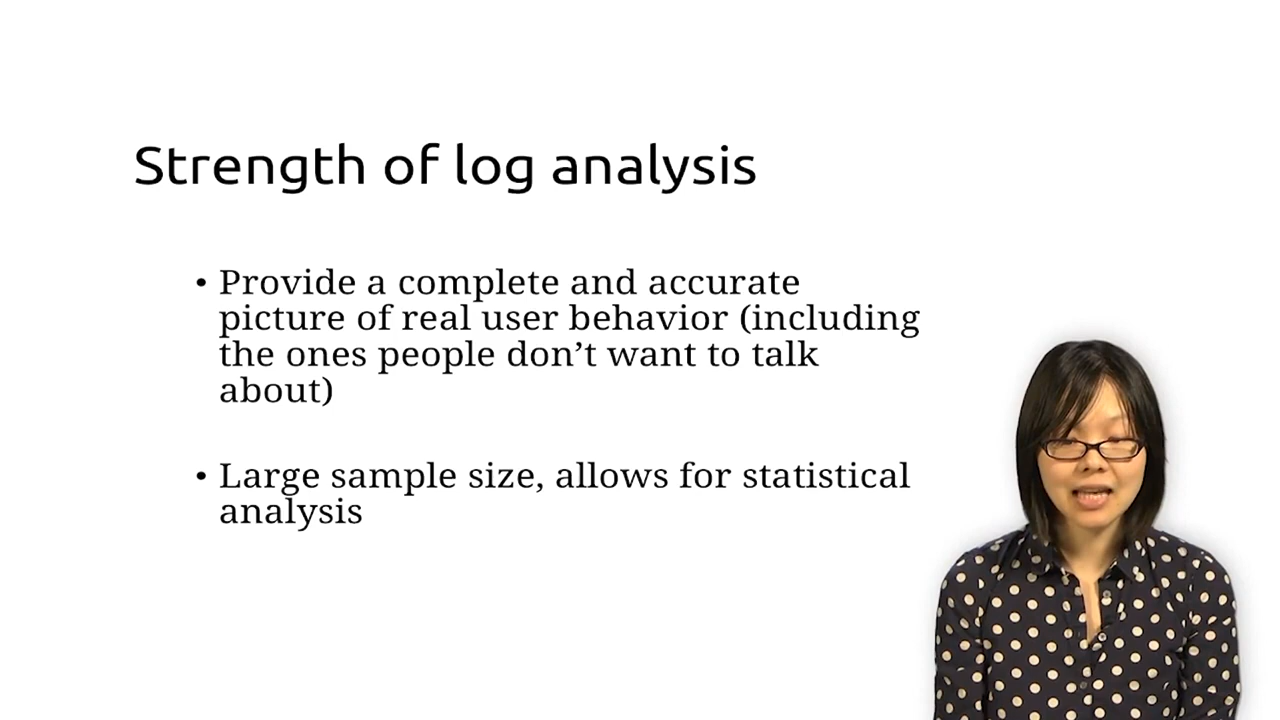 Strength of log analysis
• Provide a complete and accurate
picture of real user behavior (including
the ones people don’t want to talk
about)
• Large sample size, allows for statistical
analysis